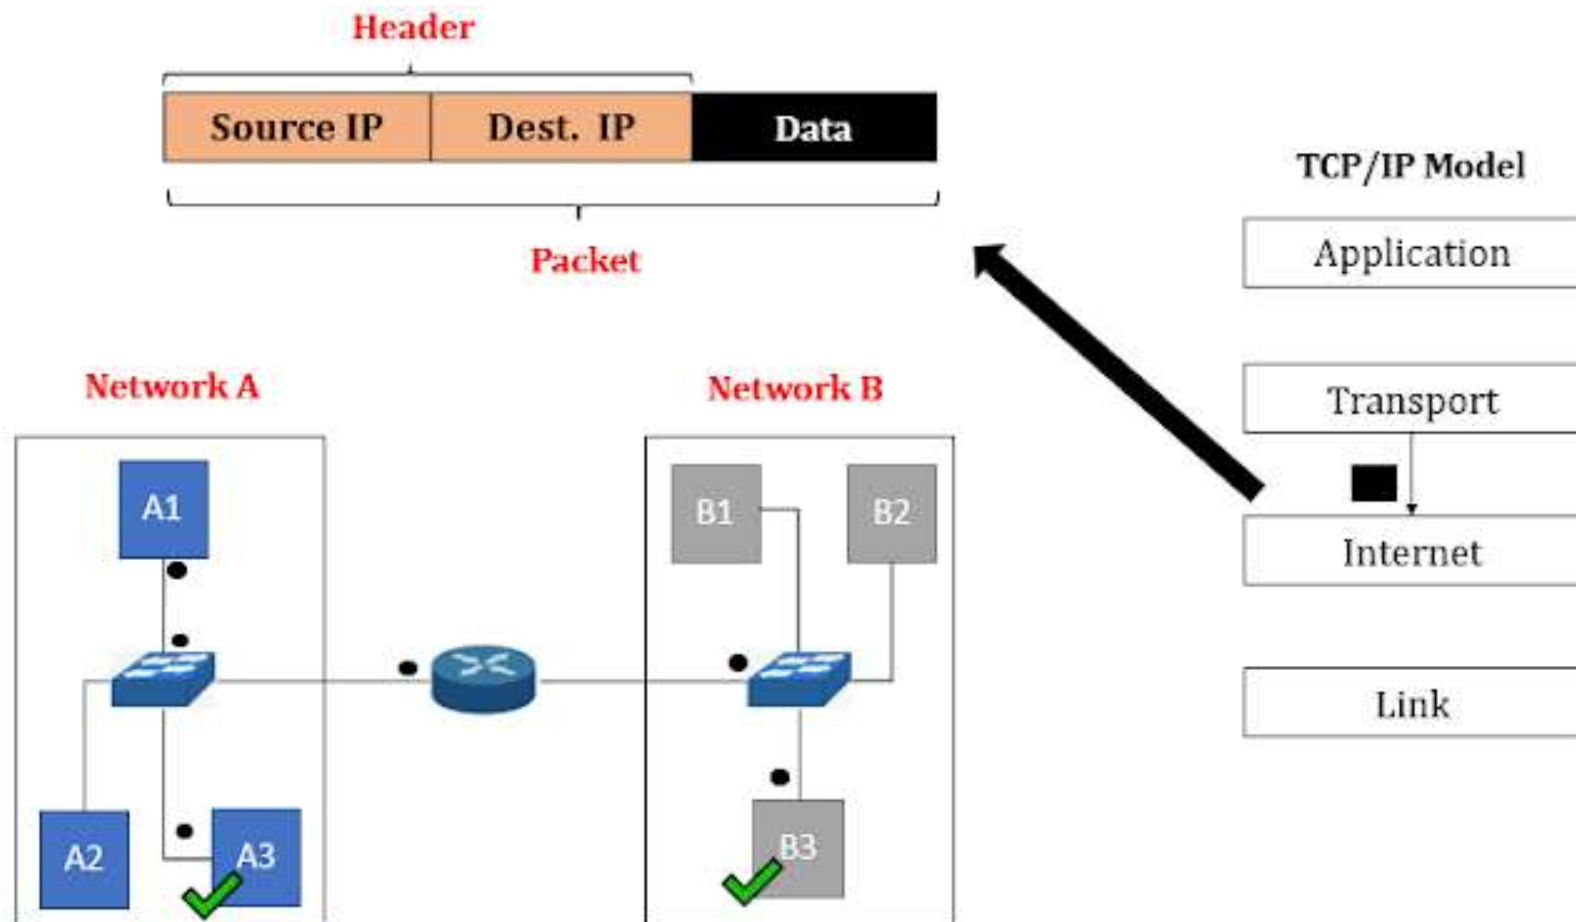 Header
Source IP
Dest. IP
Data
Packet
TCP/IP Model
Application
Transport
Internet
Link
Network A
A1
A2
A3
Network B
B1
B2
B3